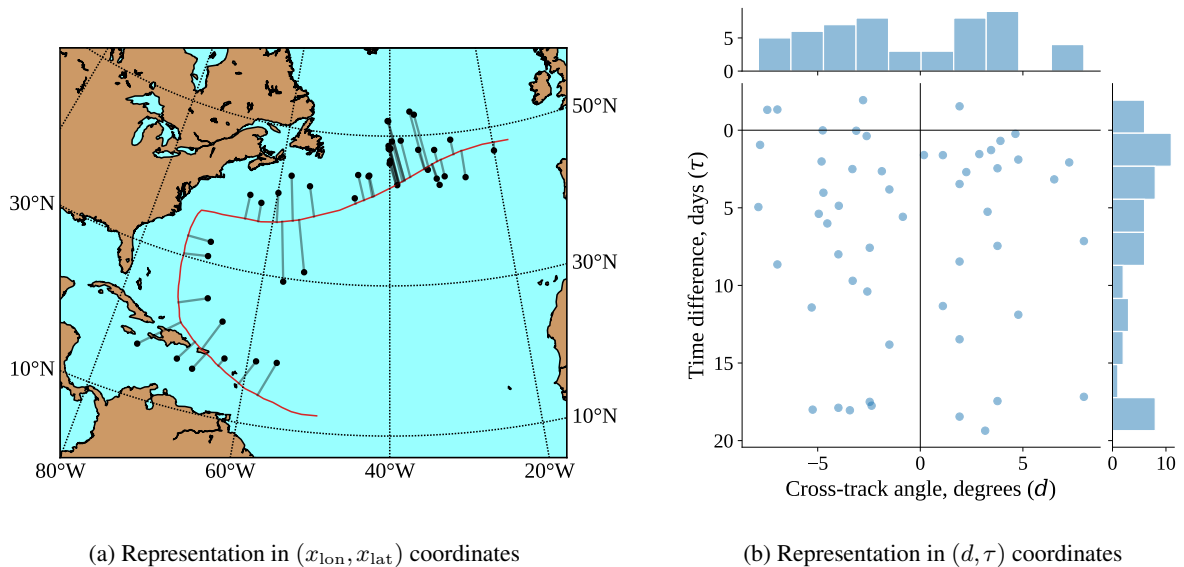 50°N
30°N
30°N
10°N
10°N
80°W
60°W
40°W
20°W
(a) Representation in (x_lon, x_lat) coordinates
5
0
0
5
10
15
20
Time difference, days (τ)
−5
0
5
Cross-track angle, degrees (d)
0
10
(b) Representation in (d, τ) coordinates